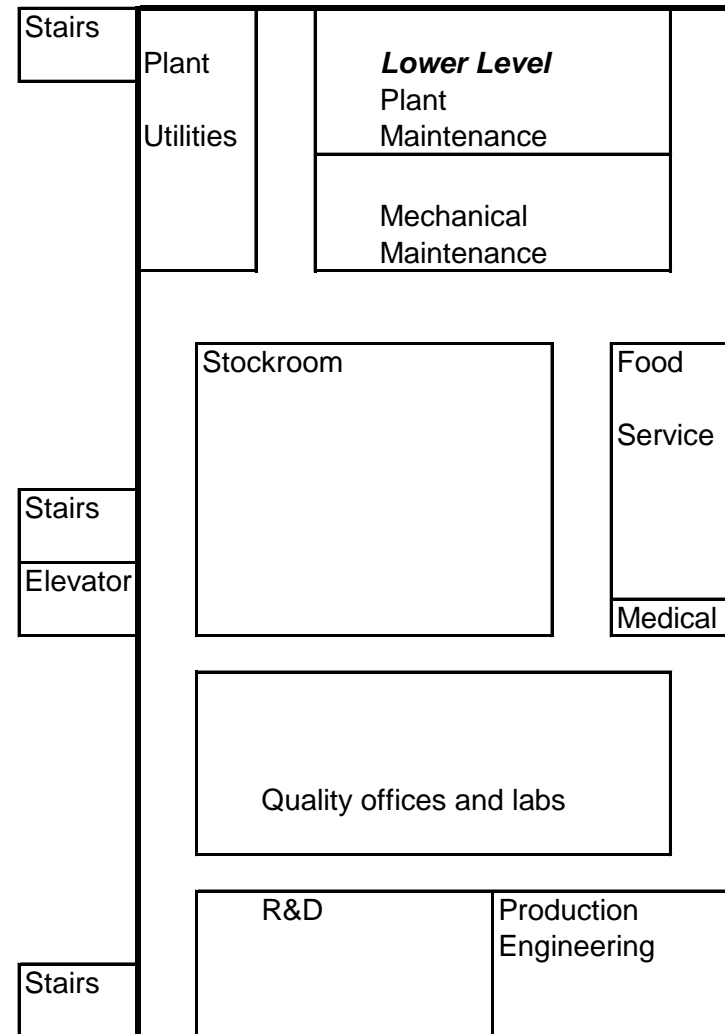 Stairs
Plant
Utilities
Lower Level
Plant
Maintenance
Mechanical
Maintenance
Stockroom
Food
Service
Stairs
Elevator
Medical
Quality offices and labs
R&D
Production
Engineering
Stairs